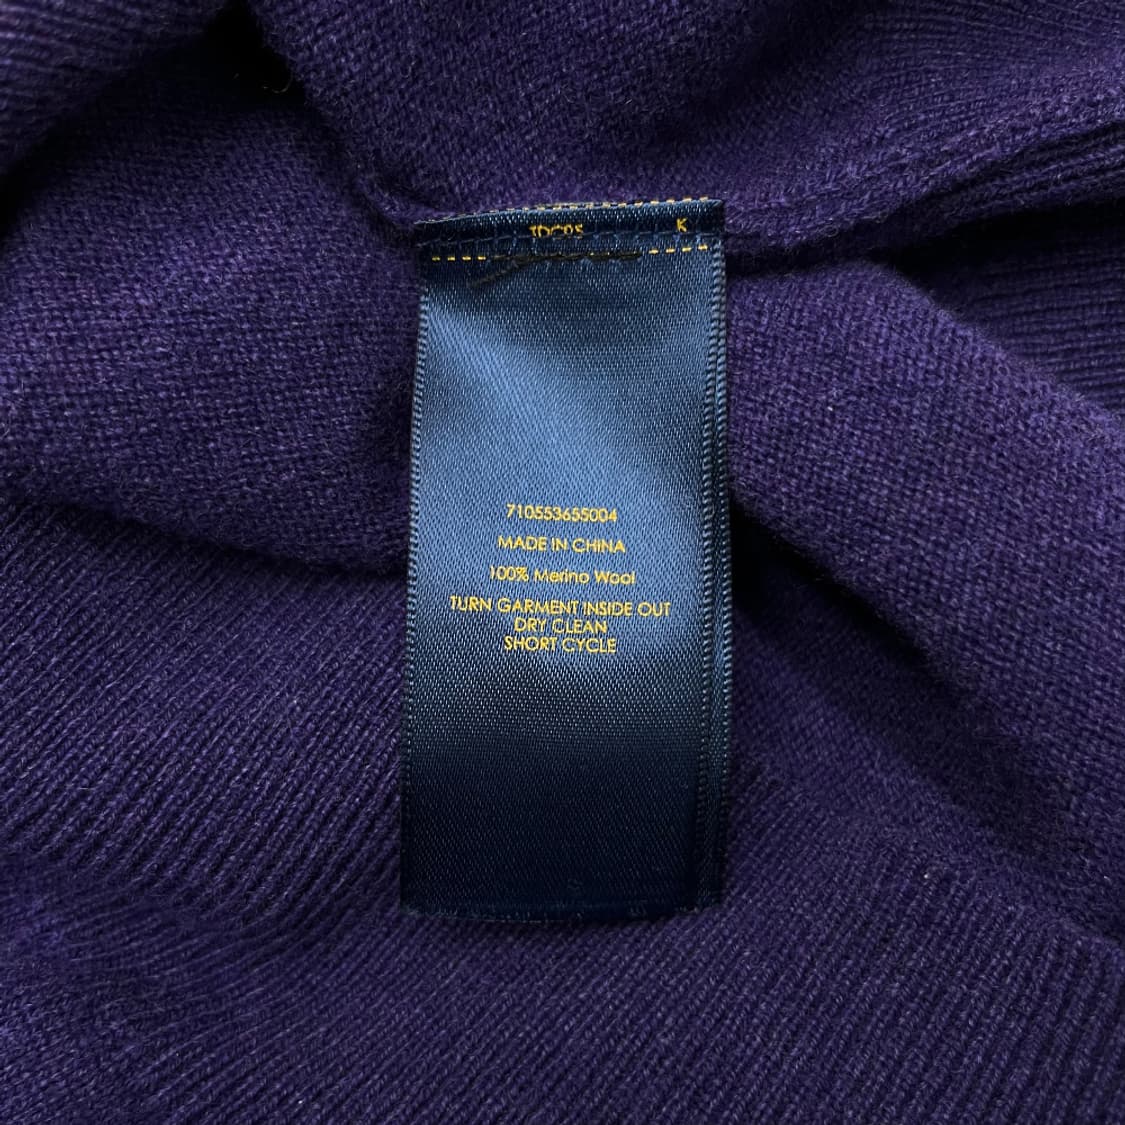 K
710553655004
MADE IN CHINA
100% Merino Wool
TURN GARMENT INSIDE OUT
DRY CLEAN
SHORT CYCLE